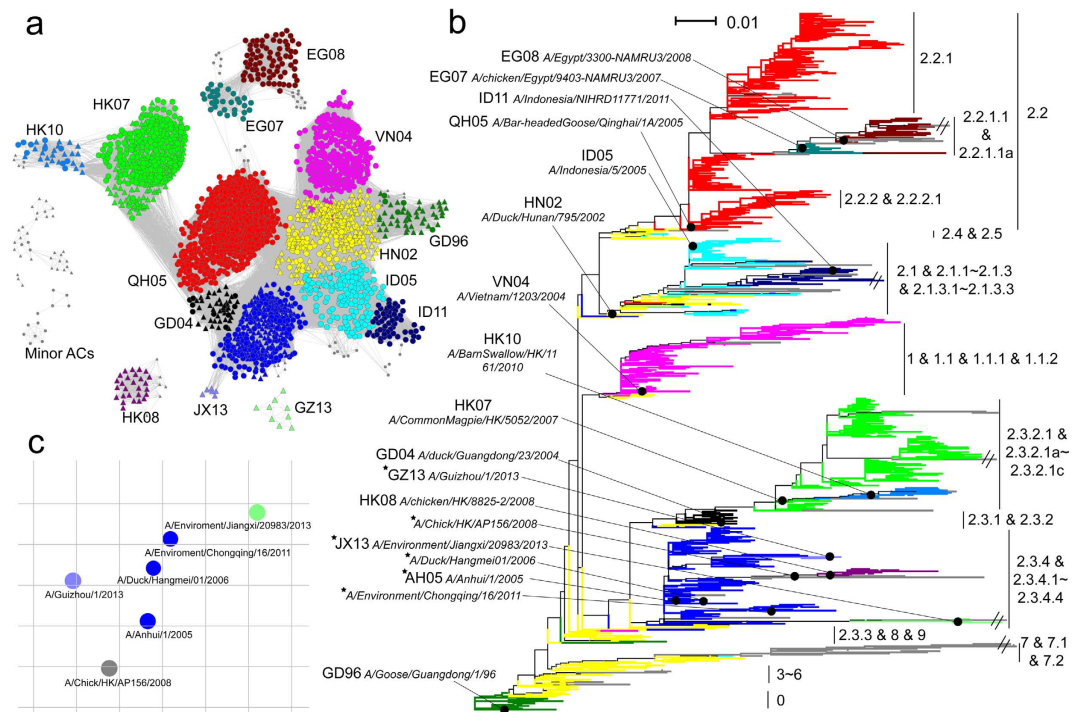 a
EG08
HK07
EG07
VN04
HK10
GD96
HN02
QH05
ID05
GD04
ID11
Minor ACs
HK08
JX13
GZ13
b
0.01
EG08 A/Egypt/3300-NAMRU3/2008
EG07 A/chicken/Egypt/9403-NAMRU3/2007
ID11 A/Indonesia/NIHRD11771/2011
QH05 A/Bar-headedGoose/Qinghai/1A/2005
ID05
A/Indonesia/5/2005
HN02
A/Duck/Hunan/795/2002
VN04
A/Vietnam/1203/2004
HK10
A/BarnSwallow/HK/11
61/2010
HK07
A/CommonMagpie/HK/5052/2007
GD04 A/duck/Guangdong/23/2004
*GZ13 A/Guizhou/1/2013
HK08 A/chicken/HK/8825-2/2008
*A/Chick/HK/AP156/2008
*JX13 A/Environment/Jiangxi/20983/2013
*A/Duck/Hangmei01/2006
*AH05 A/Anhui/1/2005
*A/Environment/Chongqing/16/2011
GD96 A/Goose/Guangdong/1/96
2.2.1
2.2
2.2.1.1
&
2.2.1.1a
2.2.2 & 2.2.2.1
2.4 & 2.5
2.1 & 2.1.1~2.1.3
& 2.1.3.1~2.1.3.3
1 & 1.1 & 1.1.1 & 1.1.2
2.3.2.1 &
2.3.2.1a~
2.3.2.1c
2.3.1 & 2.3.2
2.3.4 &
2.3.4.1~
2.3.4.4
2.3.3 & 8 & 9
7 & 7.1
& 7.2
3~6
0
c
A/Enviroment/Jiangxi/20983/2013
A/Enviroment/Chongqing/16/2011
A/Duck/Hangmei/01/2006
A/Guizhou/1/2013
A/Anhui/1/2005
A/Chick/HK/AP156/2008